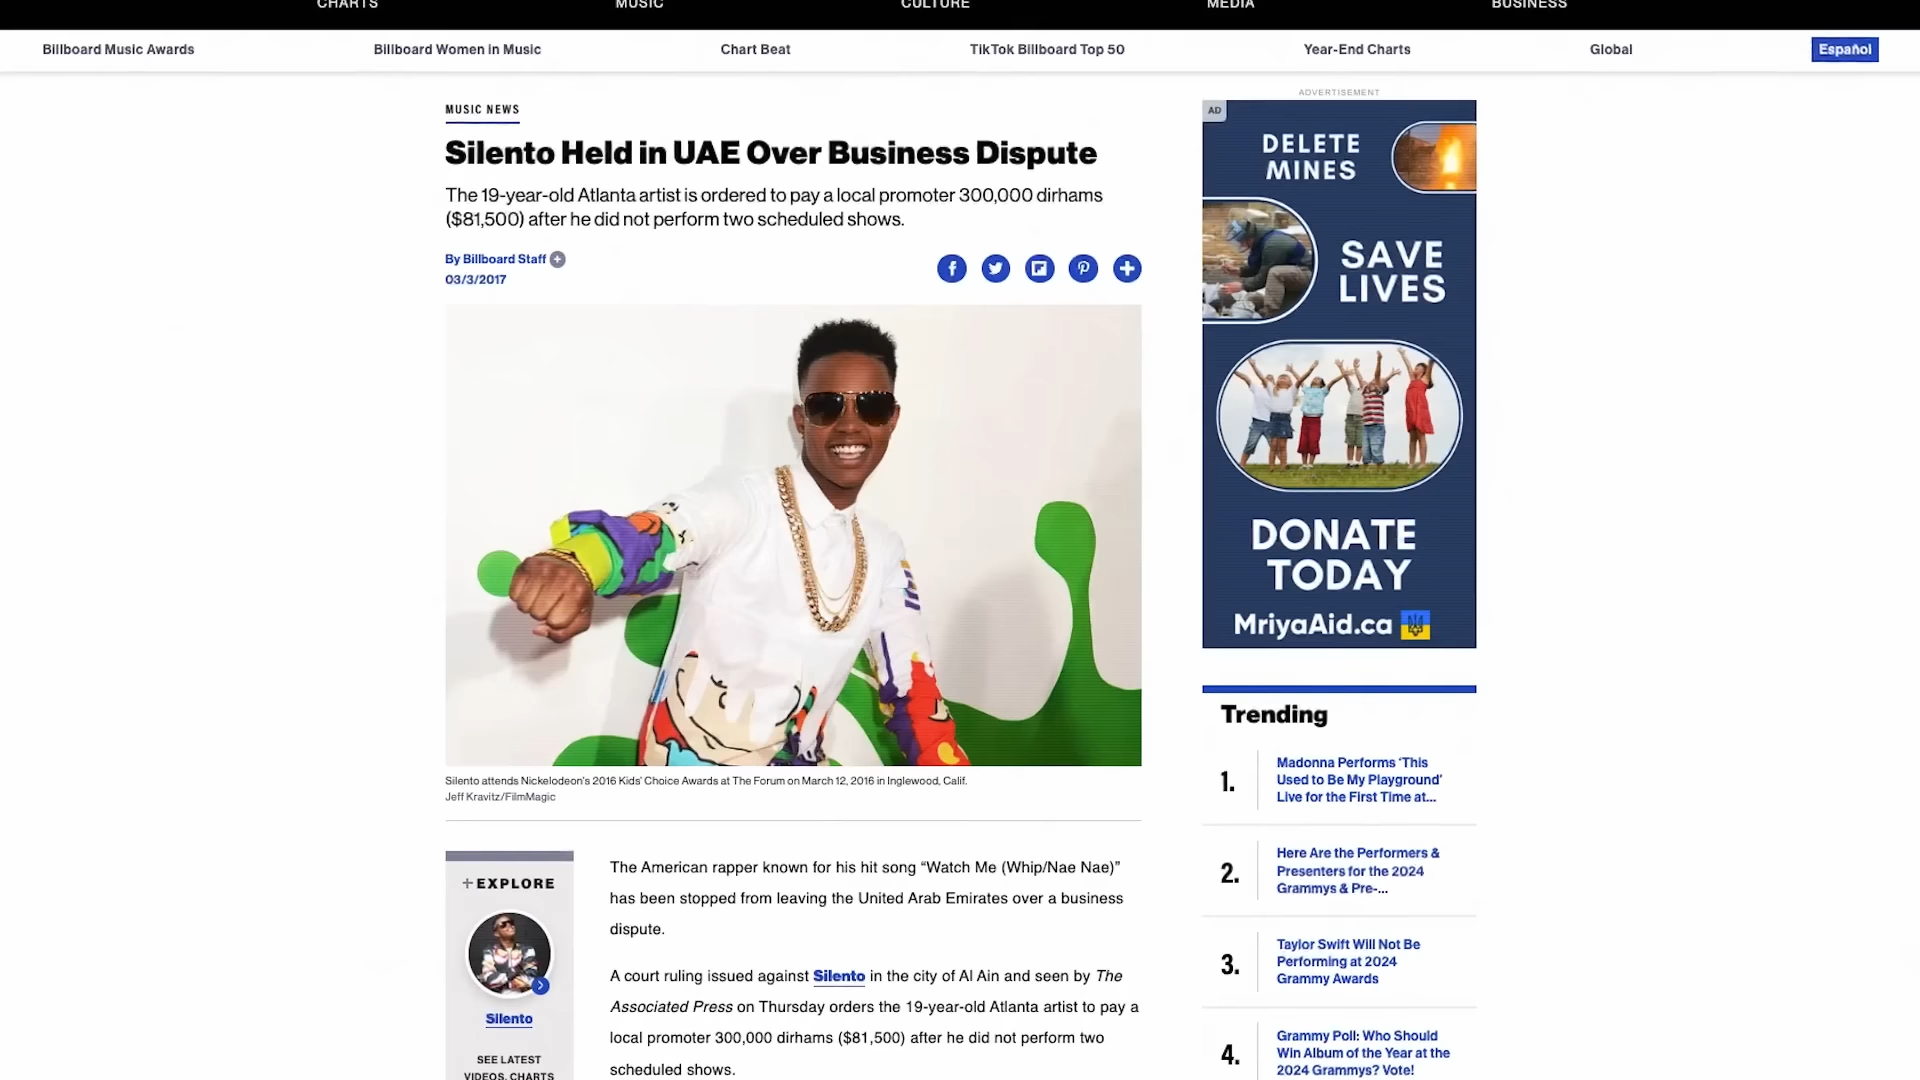 CHARTS
MUSIC
CULTURE
MEDIA
BUSINESS
Billboard Music Awards
Billboard Women in Music
Chart Beat
TikTok Billboard Top 50
Year-End Charts
Global
Español
MUSIC NEWS
Silento Held in UAE Over Business Dispute
The 19-year-old Atlanta artist is ordered to pay a local promoter 300,000 dirhams
($81,500) after he did not perform two scheduled shows.
By Billboard Staff
03/3/2017
Silento attends Nickelodeon's 2016 Kids' Choice Awards at The Forum on March 12, 2016 in Inglewood, Calif.
Jeff Kravitz/FilmMagic
+EXPLORE
Silento
SEE LATEST
VIDEOS, CHARTS
The American rapper known for his hit song “Watch Me (Whip/Nae Nae)”
has been stopped from leaving the United Arab Emirates over a business
dispute.
A court ruling issued against Silento in the city of Al Ain and seen by The
Associated Press on Thursday orders the 19-year-old Atlanta artist to pay a
local promoter 300,000 dirhams ($81,500) after he did not perform two
scheduled shows.
ADVERTISEMENT
AD
DELETE
MINES
SAVE
LIVES
DONATE
TODAY
MriyaAid.ca
Trending
1.
Madonna Performs ‘This
Used to Be My Playground’
Live for the First Time at...
2.
Here Are the Performers &
Presenters for the 2024
Grammys & Pre-...
3.
Taylor Swift Will Not Be
Performing at 2024
Grammy Awards
4.
Grammy Poll: Who Should
Win Album of the Year at the
2024 Grammys? Vote!